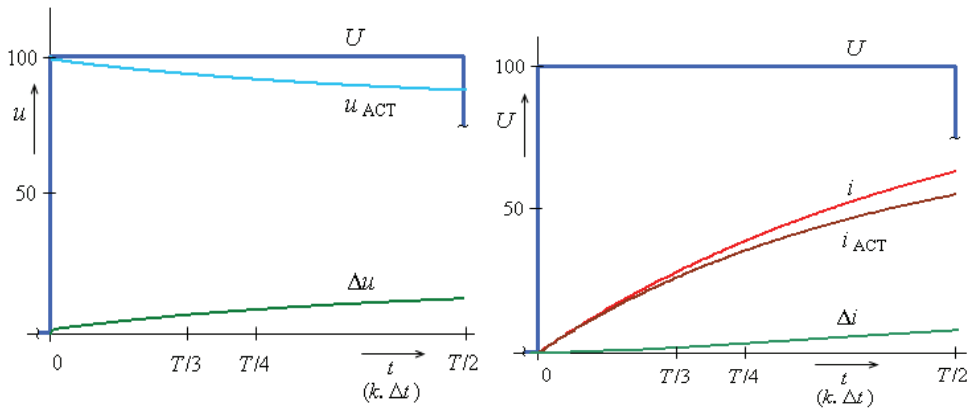 U
100
u
u ACT
50
Δu
0
T/3
T/4
t
T/2
(k. Δt)
U
100
U
i
50
i ACT
Δi
0
T/3
T/4
t
T/2
(k. Δt)